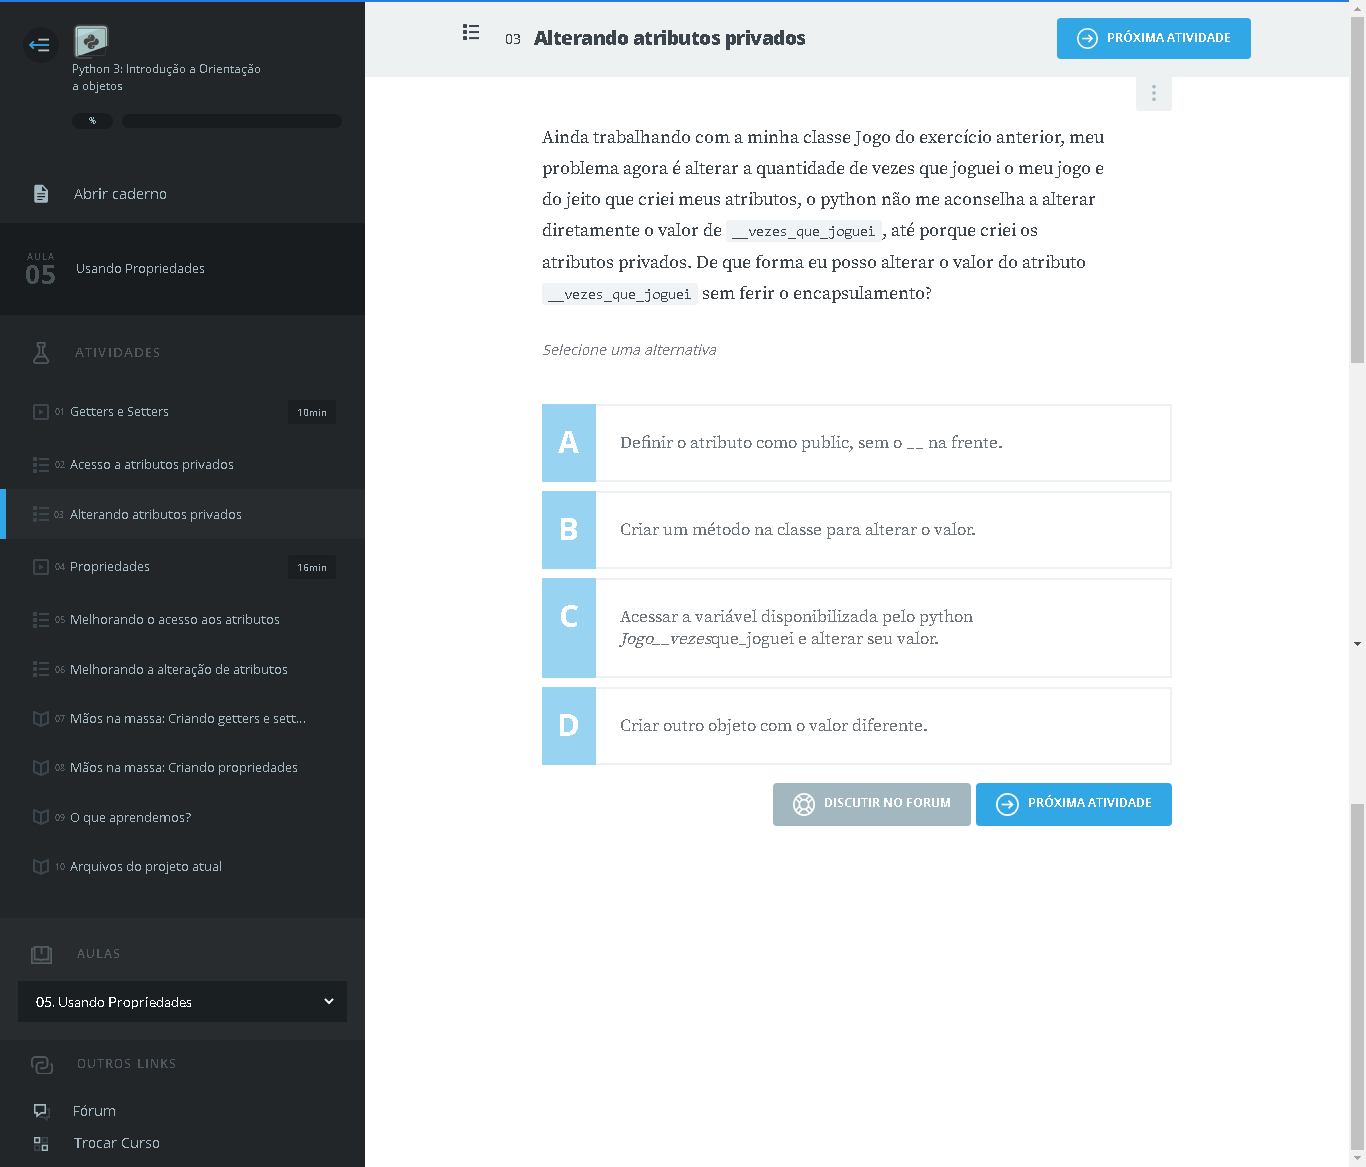 Python 3: Introdução a Orientação
a objetos
%
Abrir caderno
AULA
05
Usando Propriedades
ATIVIDADES
01 Getters e Setters 10min
02 Acesso a atributos privados
03 Alterando atributos privados
04 Propriedades 16min
05 Melhorando o acesso aos atributos
06 Melhorando a alteração de atributos
07 Mãos na massa: Criando getters e sett...
08 Mãos na massa: Criando propriedades
09 O que aprendemos?
10 Arquivos do projeto atual
AULAS
05. Usando Propriedades
OUTROS LINKS
Fórum
Trocar Curso
03 Alterando atributos privados
PRÓXIMA ATIVIDADE
Ainda trabalhando com a minha classe Jogo do exercício anterior, meu
problema agora é alterar a quantidade de vezes que joguei o meu jogo e
do jeito que criei meus atributos, o python não me aconselha a alterar
diretamente o valor de __vezes_que_joguei, até porque criei os
atributos privados. De que forma eu posso alterar o valor do atributo
__vezes_que_joguei sem ferir o encapsulamento?
Selecione uma alternativa
A Definir o atributo como public, sem o __ na frente.
B Criar um método na classe para alterar o valor.
C Acessar a variável disponibilizada pelo python
Jogo__vezesque_joguei e alterar seu valor.
D Criar outro objeto com o valor diferente.
DISCUTIR NO FORUM
PRÓXIMA ATIVIDADE